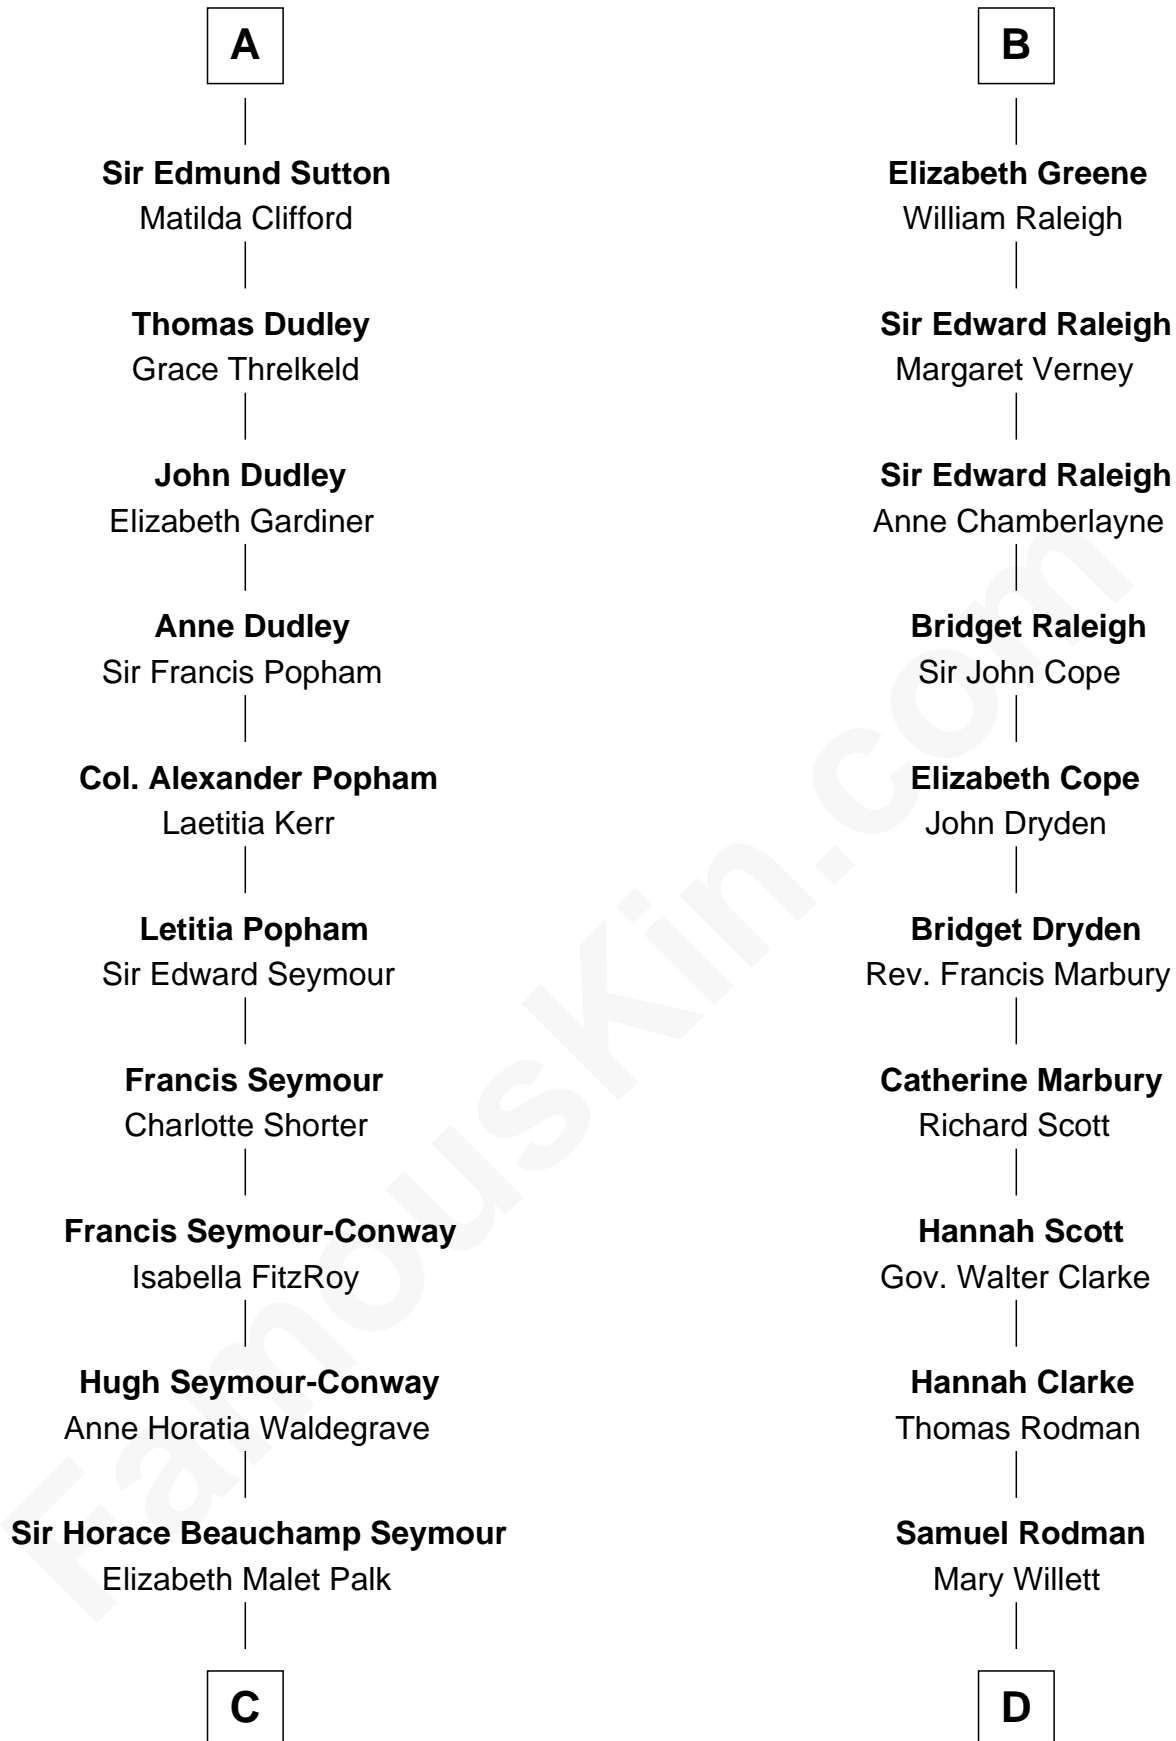 A
Sir Edmund Sutton
Matilda Clifford
Thomas Dudley
Grace Threlkeld
John Dudley
Elizabeth Gardiner
Anne Dudley
Sir Francis Popham
Col. Alexander Popham
Laetitia Kerr
Letitia Popham
Sir Edward Seymour
Francis Seymour
Charlotte Shorter
Francis Seymour-Conway
Isabella FitzRoy
Hugh Seymour-Conway
Anne Horatia Waldegrave
Sir Horace Beauchamp Seymour
Elizabeth Malet Palk
C
B
Elizabeth Greene
William Raleigh
Sir Edward Raleigh
Margaret Verney
Sir Edward Raleigh
Anne Chamberlayne
Bridget Raleigh
Sir John Cope
Elizabeth Cope
John Dryden
Bridget Dryden
Rev. Francis Marbury
Catherine Marbury
Richard Scott
Hannah Scott
Gov. Walter Clarke
Hannah Clarke
Thomas Rodman
Samuel Rodman
Mary Willett
D
FamousKin.com